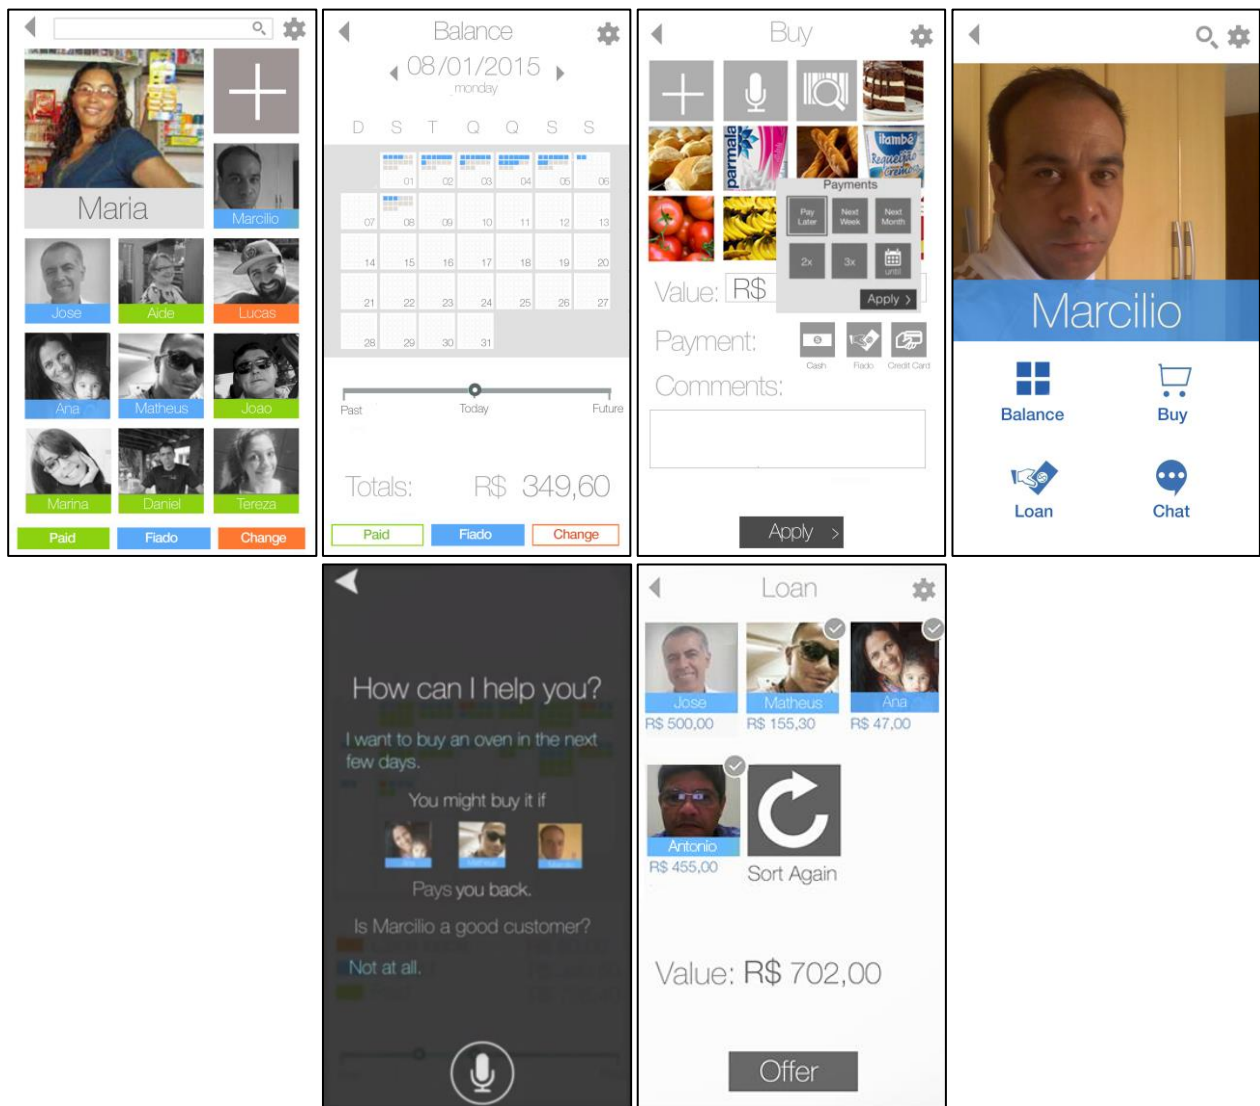 Maria
Marcilio
Jose
Aide
Lucas
Ana
Matheus
Joao
Marina
Daniel
Tereza
Paid
Fiado
Change
Balance
08/01/2015
monday
D S T Q Q S S
01 02 03 04 05 06
07 08 09 10 11 12 13
14 15 16 17 18 19 20
21 22 23 24 25 26 27
28 29 30 31
Past Today Future
Totals: R$ 349,60
Paid
Fiado
Change
Buy
parmala
itambé
Requeijão
Cremoso
Payments
Pay Later
Next Week
Next Month
2x
3x
until
Apply >
Value: R$
Payment:
Cash
Fiado
Credit Card
Comments:
Apply >
Marcilio
Balance
Buy
Loan
Chat
How can I help you?
I want to buy an oven in the next
few days.
You might buy it if
Ana
Matheus
Marcilio
Pays you back.
Is Marcilio a good customer?
Not at all.
Loan
Jose
Matheus
Ana
R$ 500,00
R$ 155,30
R$ 47,00
Antonio
R$ 455,00
Sort Again
Value: R$ 702,00
Offer